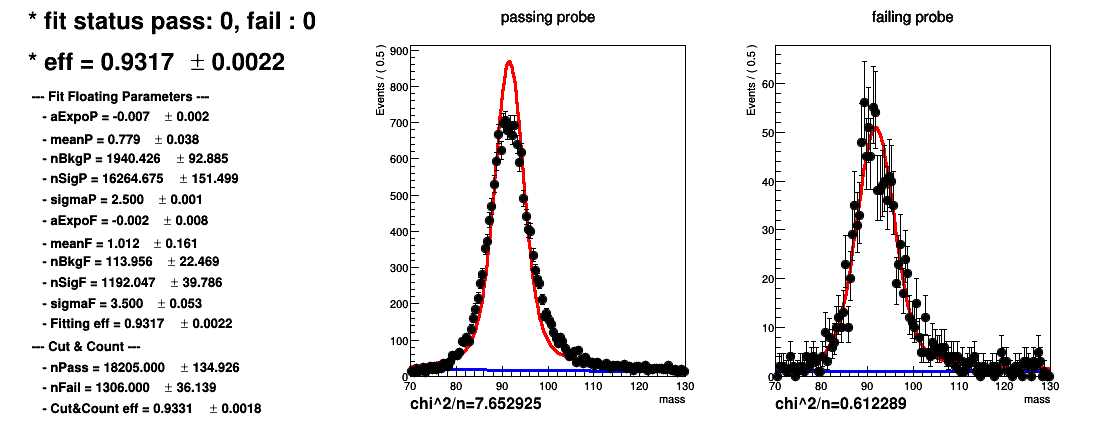 * fit status pass: 0, fail : 0
* eff = 0.9317 ± 0.0022
--- Fit Floating Parameters ---
- aExpoP = -0.007 ± 0.002
- meanP = 0.779 ± 0.038
- nBkgP = 1940.426 ± 92.885
- nSigP = 16264.675 ± 151.499
- sigmaP = 2.500 ± 0.001
- aExpoF = -0.002 ± 0.008
- meanF = 1.012 ± 0.161
- nBkgF = 113.956 ± 22.469
- nSigF = 1192.047 ± 39.786
- sigmaF = 3.500 ± 0.053
- Fitting eff = 0.9317 ± 0.0022
--- Cut & Count ---
- nPass = 18205.000 ± 134.926
- nFail = 1306.000 ± 36.139
- Cut&Count eff = 0.9331 ± 0.0018
passing probe
Events / ( 0.5 )
900
800
700
600
500
400
300
200
100
0
70 80 90 100 110 120 130
mass
chi^2/n=7.652925
failing probe
Events / ( 0.5 )
60
50
40
30
20
10
0
70 80 90 100 110 120 130
mass
chi^2/n=0.612289